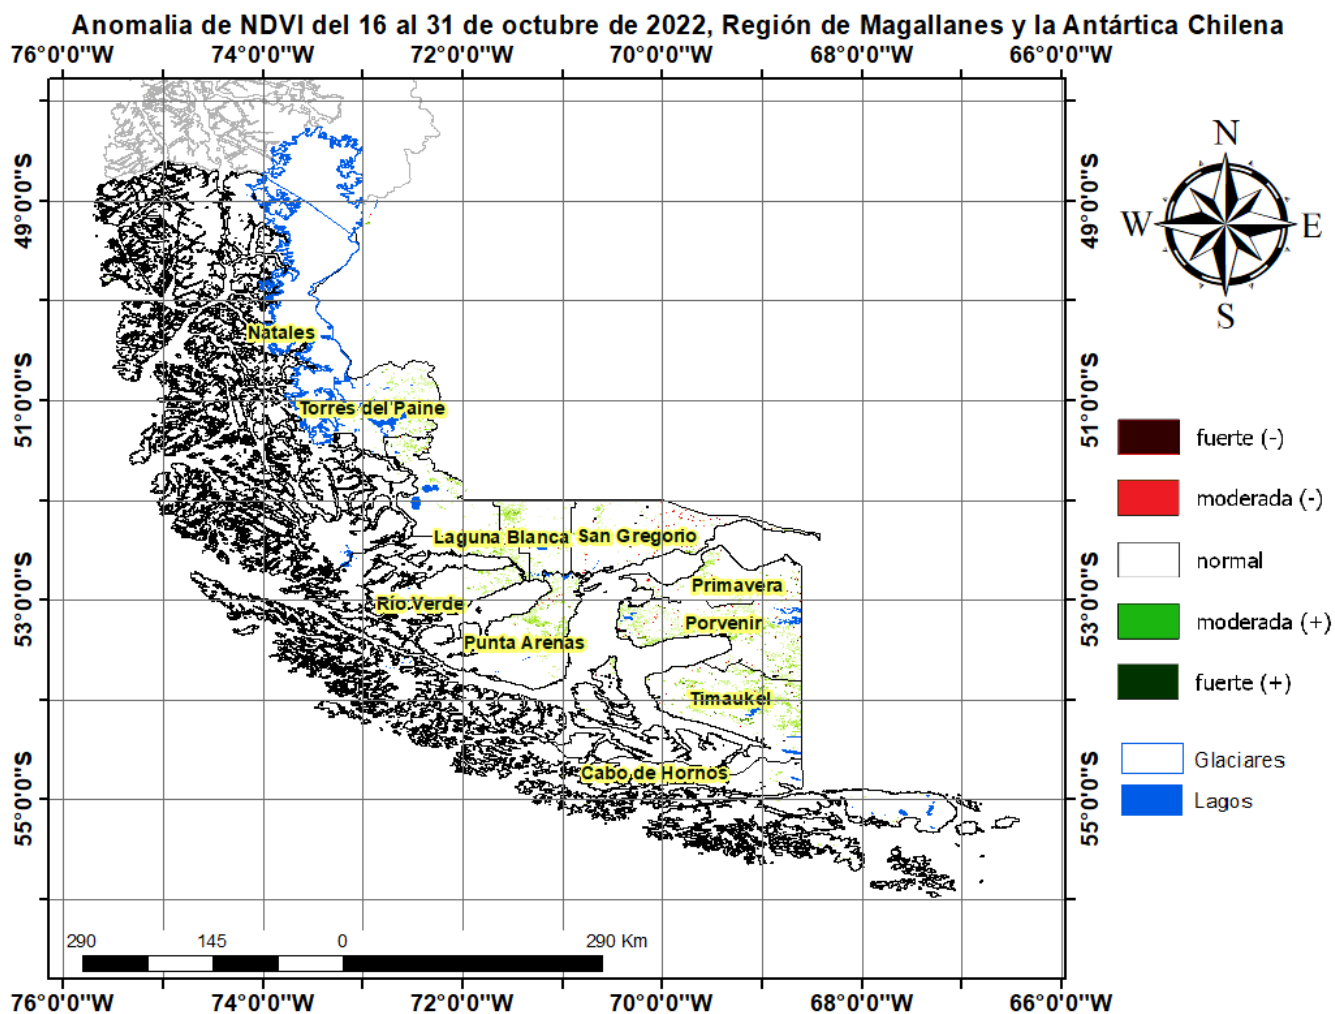 Anomalia de NDVI del 16 al 31 de octubre de 2022, Región de Magallanes y la Antártica Chilena
76°0'0"W 74°0'0"W 72°0'0"W 70°0'0"W 68°0'0"W 66°0'0"W
N
49°0'0"S 49°0'0"S
W E
S
Natales
51°0'0"S 51°0'0"S
Torres del Paine
fuerte (-)
moderada (-)
Laguna Blanca San Gregorio
normal
Primavera
Río Verde
53°0'0"S 53°0'0"S
Porvenir
moderada (+)
Punta Arenas
fuerte (+)
Timaukel
Glaciares
Cabo de Hornos
Lagos
55°0'0"S 55°0'0"S
290 145 0 290 Km
76°0'0"W 74°0'0"W 72°0'0"W 70°0'0"W 68°0'0"W 66°0'0"W